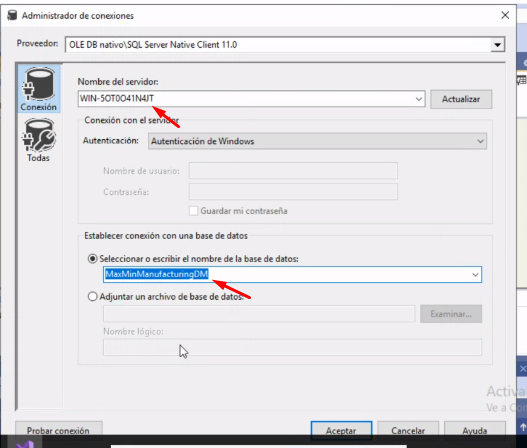 Administrador de conexiones
Proveedor: OLE DB nativo\SQL Server Native Client 11.0
Conexión
Todas
Nombre del servidor:
WIN-5OT0O41N4JT
Actualizar
Conexión con el servidor
Autenticación: Autenticación de Windows
Nombre de usuario:
Contraseña:
Guardar mi contraseña
Establecer conexión con una base de datos
Seleccionar o escribir el nombre de la base de datos:
MaxMinManufacturingDM
Adjuntar un archivo de base de datos:
Examinar...
Nombre lógico:
Probar conexión
Aceptar
Cancelar
Ayuda